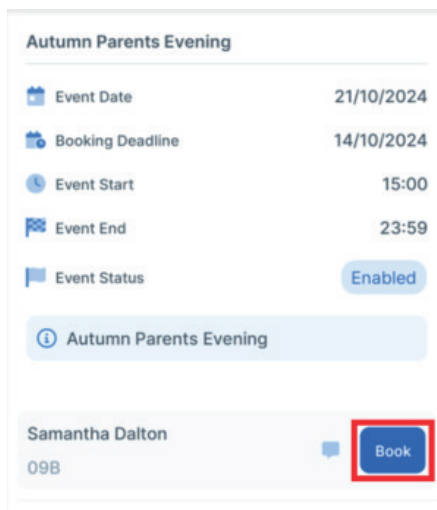 Autumn Parents Evening
Event Date 21/10/2024
Booking Deadline 14/10/2024
Event Start 15:00
Event End 23:59
Event Status Enabled
Autumn Parents Evening
Samantha Dalton
Book
09B